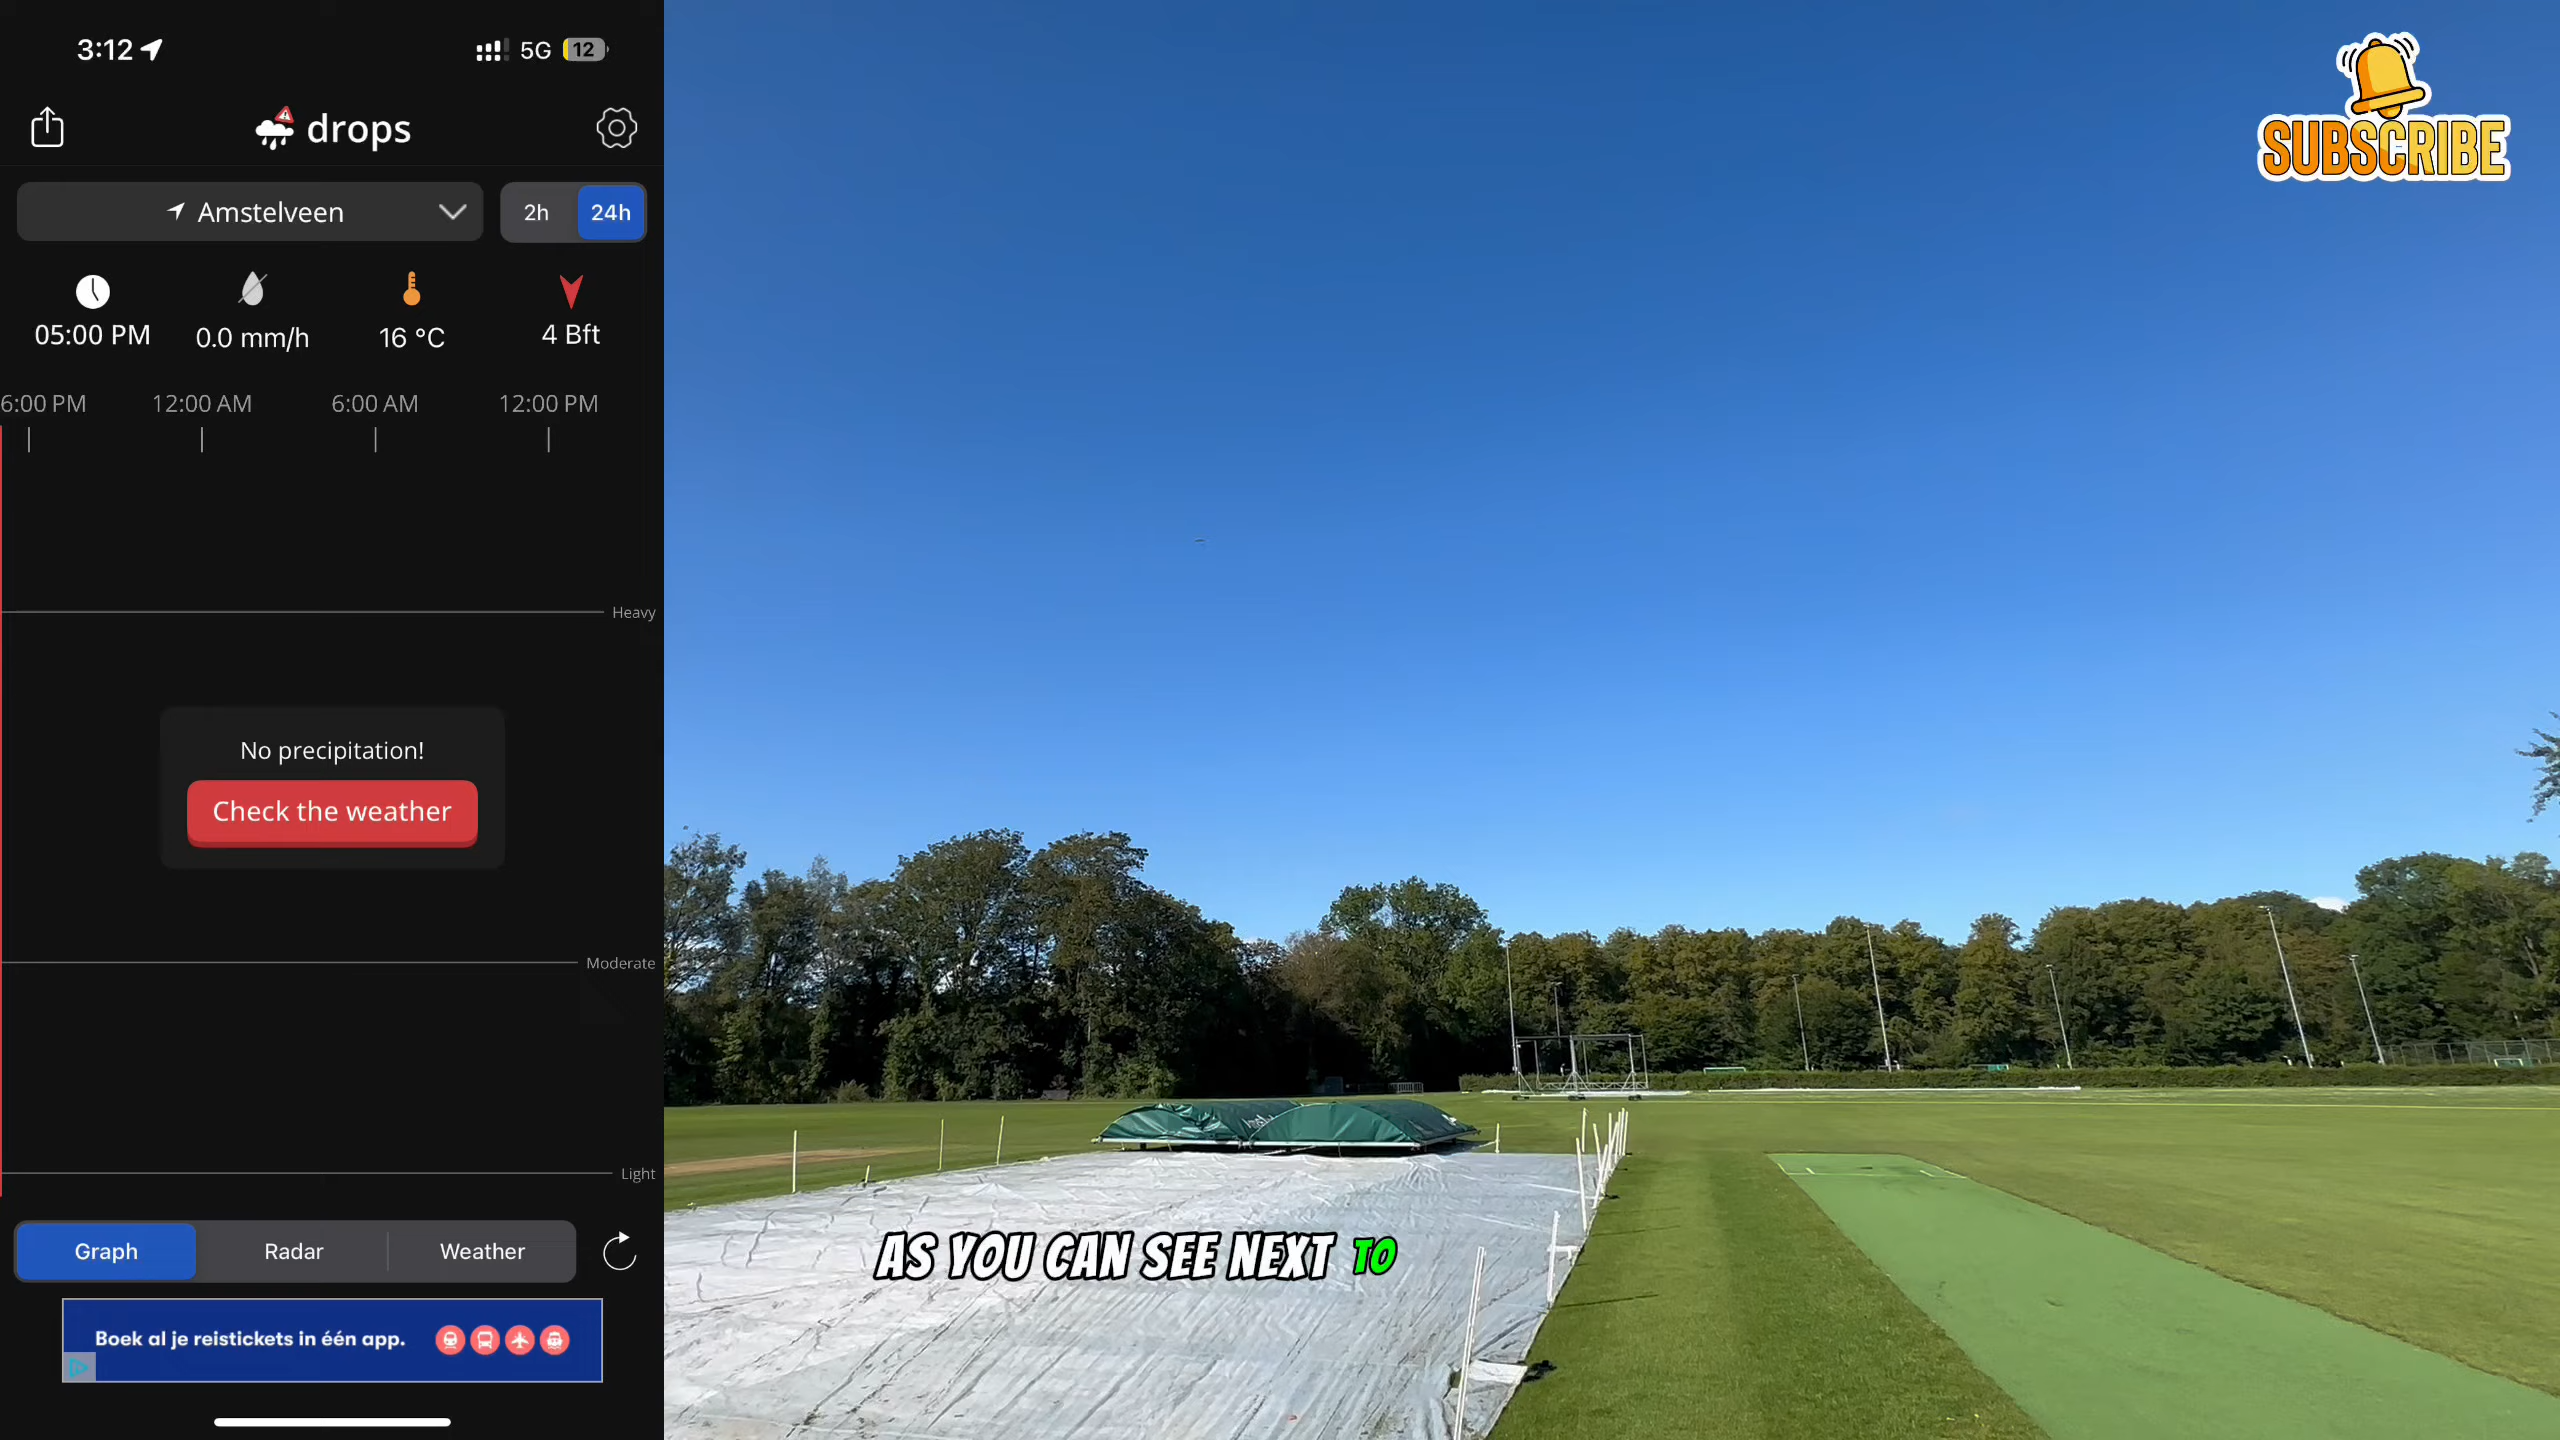 3:12
5G 12
drops
Amstelveen
2h 24h
05:00 PM 0.0 mm/h 16 °C 4 Bft
6:00 PM 12:00 AM 6:00 AM 12:00 PM
Heavy
No precipitation!
Check the weather
Moderate
Light
Graph Radar Weather
Boek al je reistickets in één app.
SUBSCRIBE
AS YOU CAN SEE NEXT TO